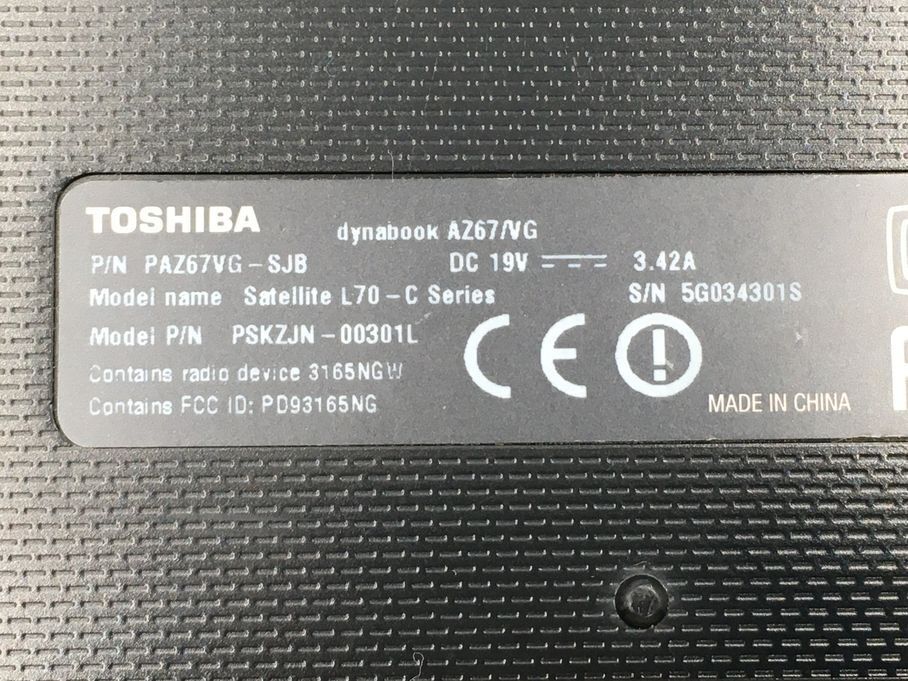 TOSHIBA dynabook AZ67/VG
P/N PAZ67VG-SJB DC 19V 3.42A
Model name Satellite L70-C Series S/N 5G034301S
Model P/N PSKZJN-00301L
Contains radio device 3165NGW
Contains FCC ID: PD93165NG
CE
MADE IN CHINA